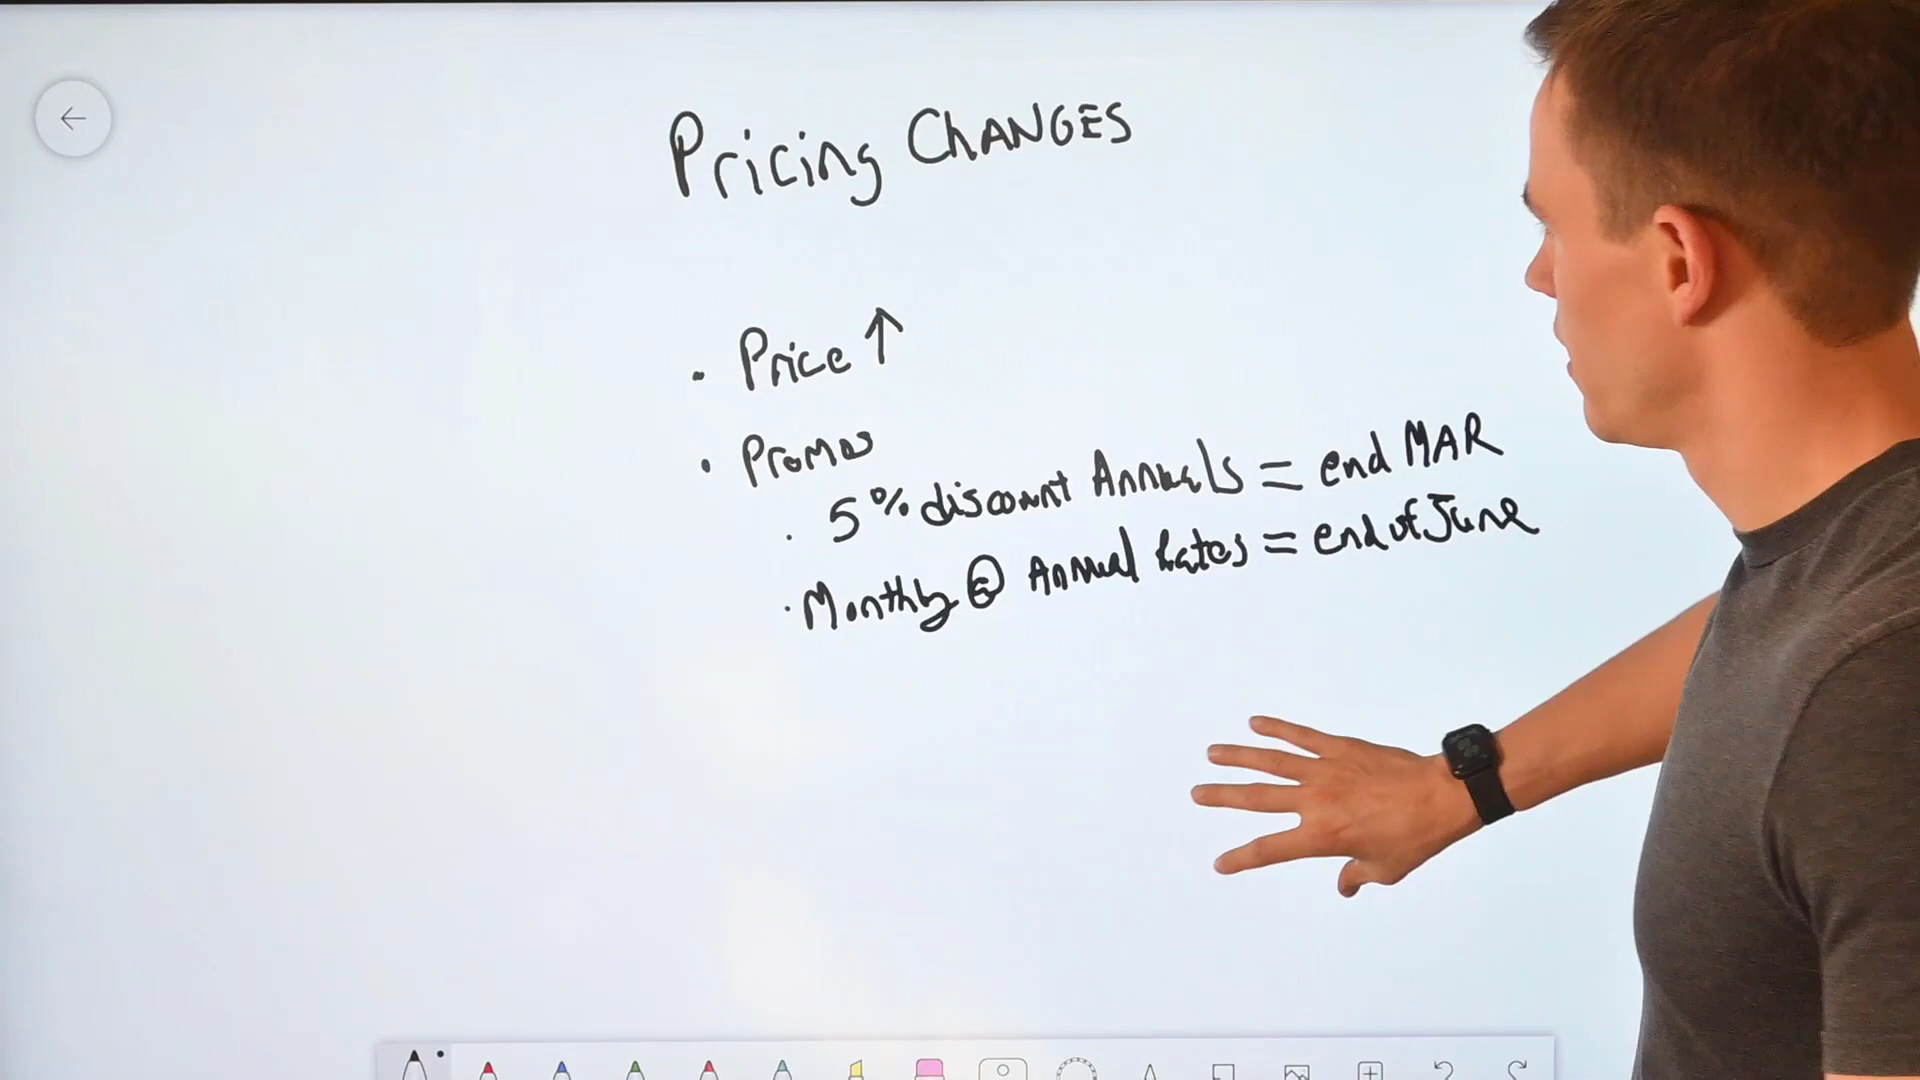 Pricing CHANGES
• Price ↑
• Promos
• 5% discount Annuals = end MAR
• Monthly @ Annual Rates = end of June